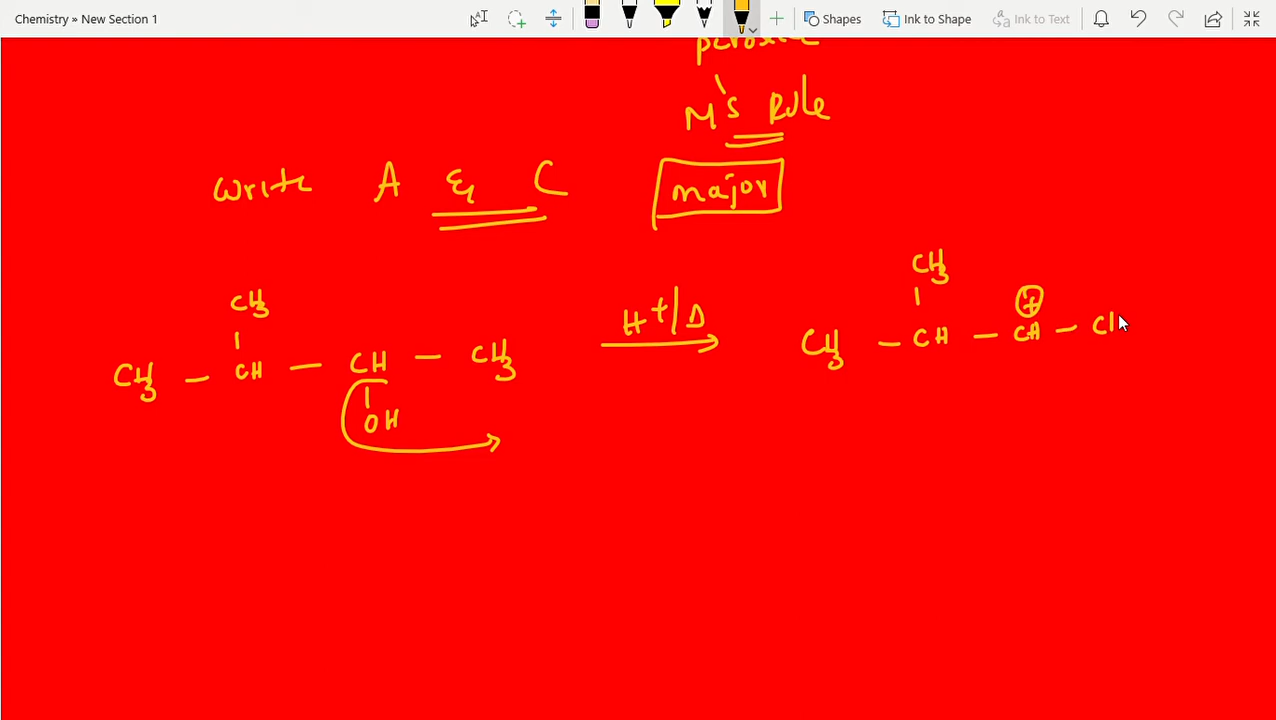 Chemistry » New Section 1
Shapes Ink to Shape Ink to Text
M's Rule
write A & C major
CH3 CH3
H+/Δ +
CH3 - CH - CH - CH3 CH3 - CH - CH - CH
OH